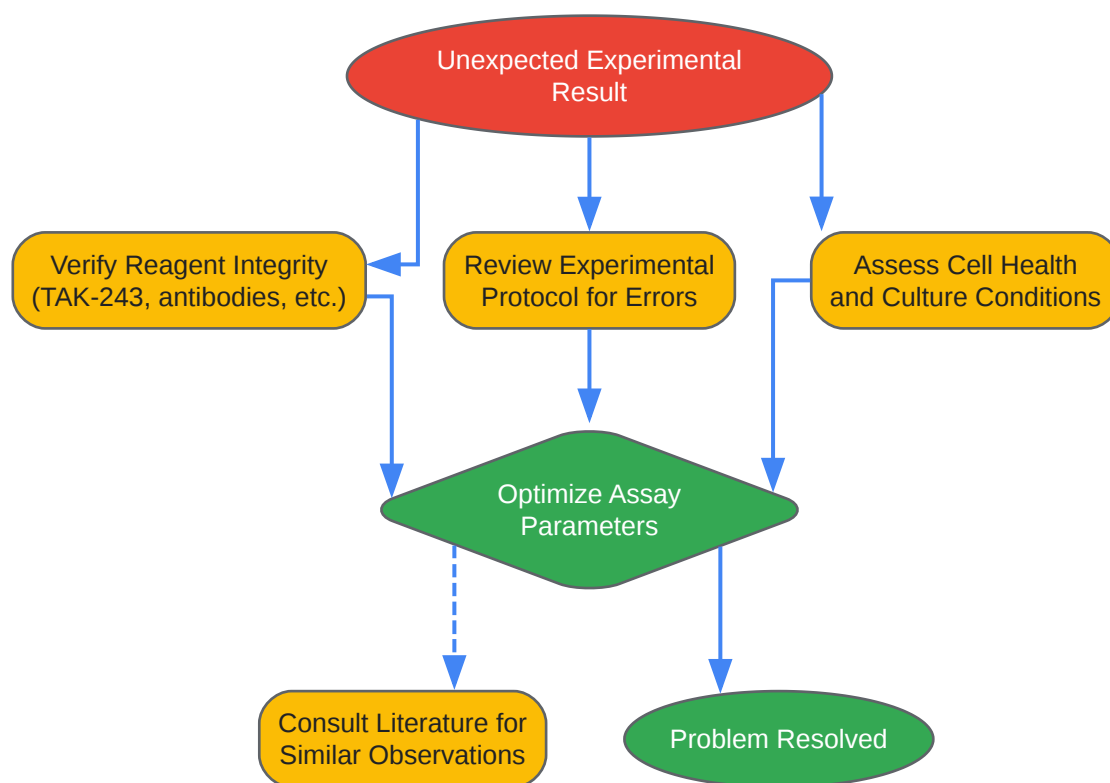 Unexpected Experimental
Result
Verify Reagent Integrity
(TAK-243, antibodies, etc.)
Review Experimental
Protocol for Errors
Assess Cell Health
and Culture Conditions
Optimize Assay
Parameters
Consult Literature for
Similar Observations
Problem Resolved